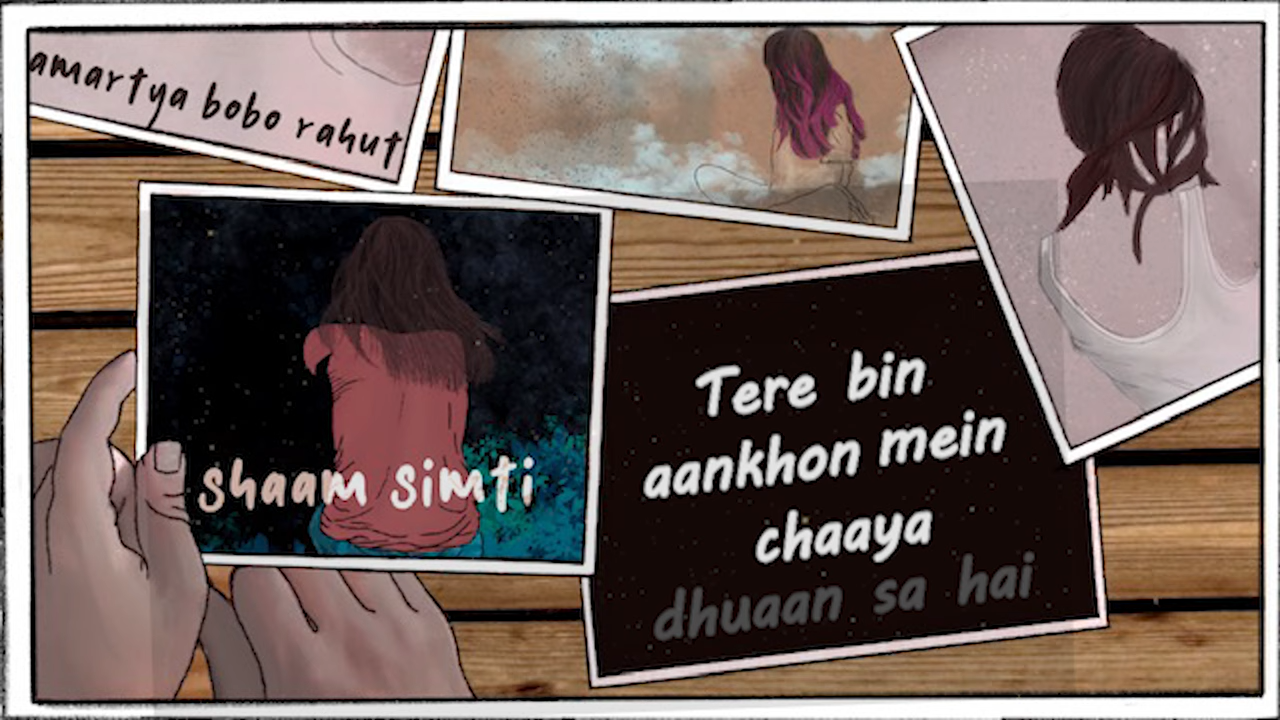 amartya bobo rahut
shaam simti
Tere bin
aankhon mein
chaaya
dhuaan sa hai